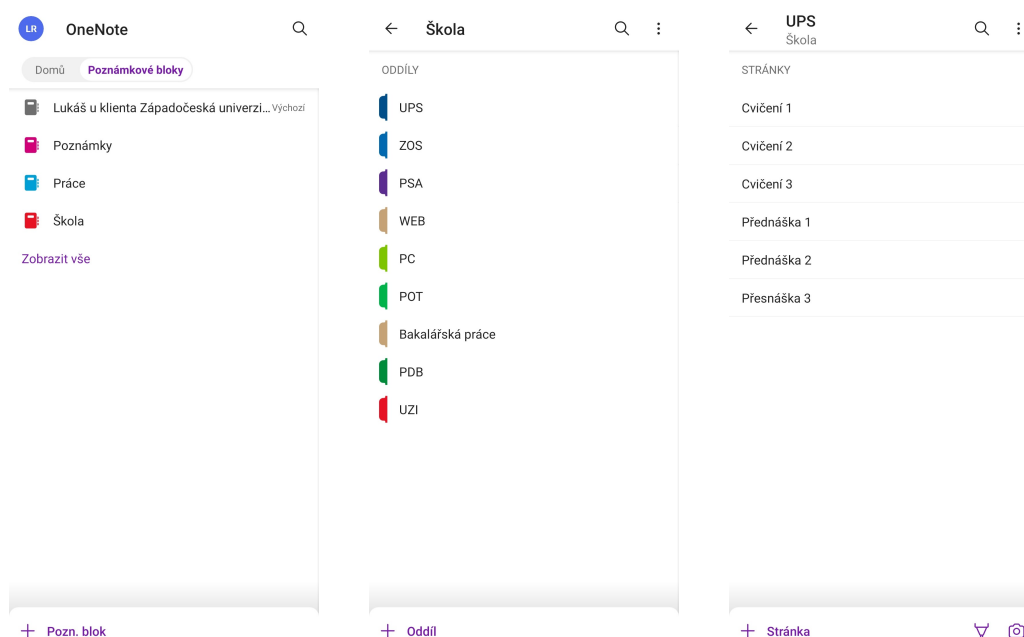 LR OneNote
Domů Poznámkové bloky
Lukáš u klienta Západočeská univerzi... Výchozí
Poznámky
Práce
Škola
Zobrazit vše
Pozn. blok
Škola
ODDÍLY
UPS
ZOS
PSA
WEB
PC
POT
Bakalářská práce
PDB
UZI
Oddíl
UPS
Škola
STRÁNKY
Cvičení 1
Cvičení 2
Cvičení 3
Přednáška 1
Přednáška 2
Přesnáška 3
Stránka